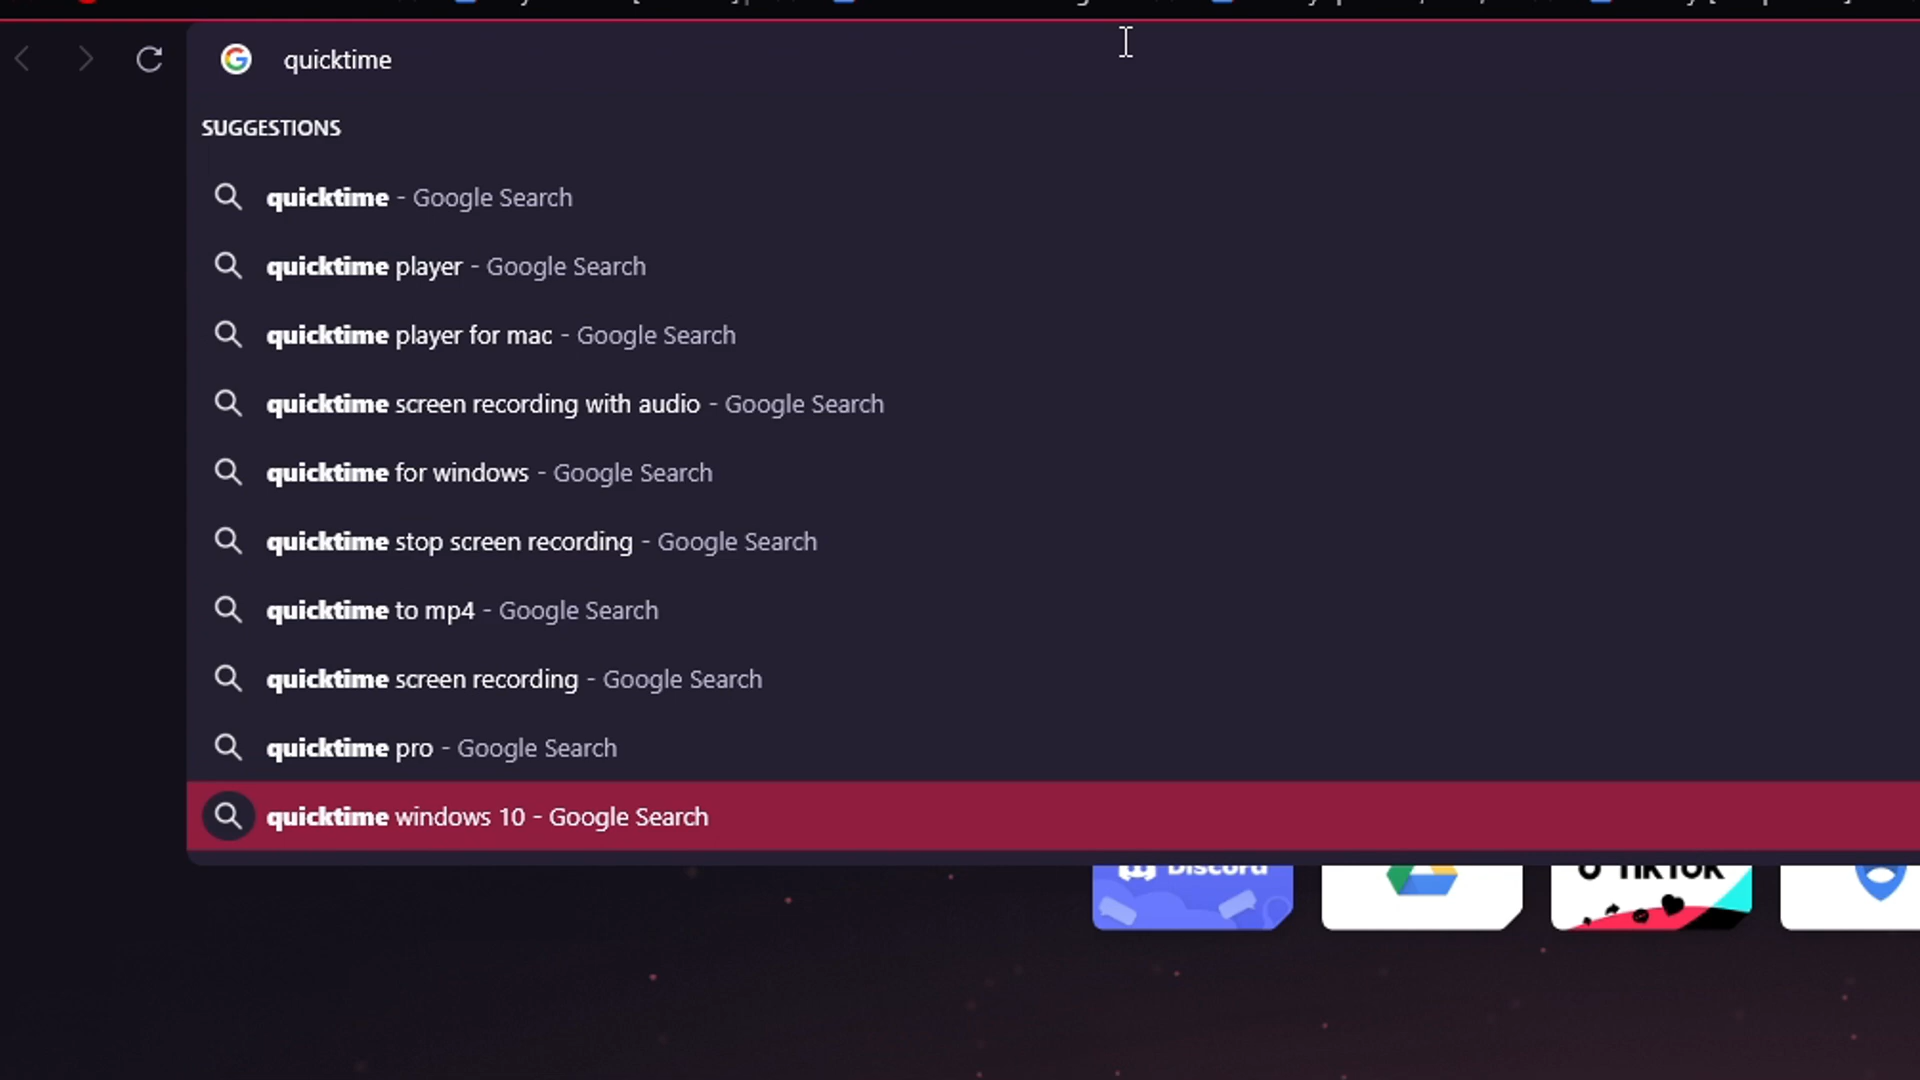 quicktime
SUGGESTIONS
quicktime - Google Search
quicktime player - Google Search
quicktime player for mac - Google Search
quicktime screen recording with audio - Google Search
quicktime for windows - Google Search
quicktime stop screen recording - Google Search
quicktime to mp4 - Google Search
quicktime screen recording - Google Search
quicktime pro - Google Search
quicktime windows 10 - Google Search
Discord
TikTok